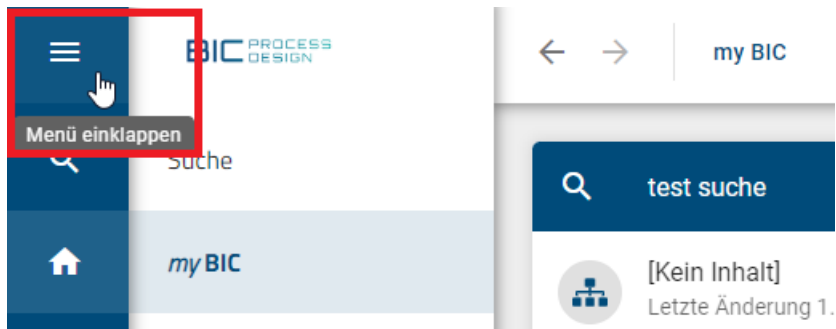 BIC PROCESS
DESIGN
my BIC
Menü einklappen
Suche
test suche
my BIC
[Kein Inhalt]
Letzte Änderung 1.